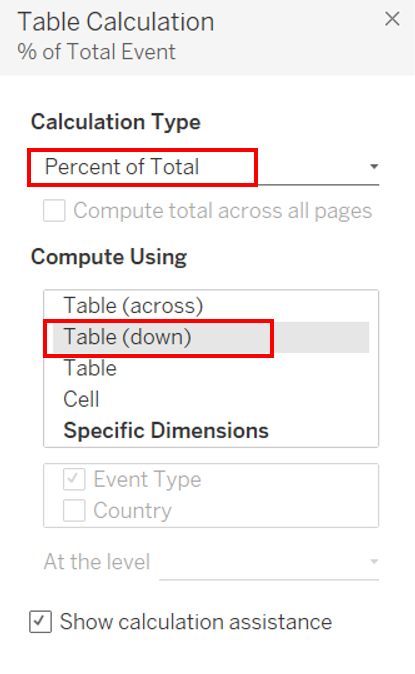 Table Calculation
% of Total Event
Calculation Type
Percent of Total
Compute total across all pages
Compute Using
Table (across)
Table (down)
Table
Cell
Specific Dimensions
Event Type
Country
At the level
Show calculation assistance